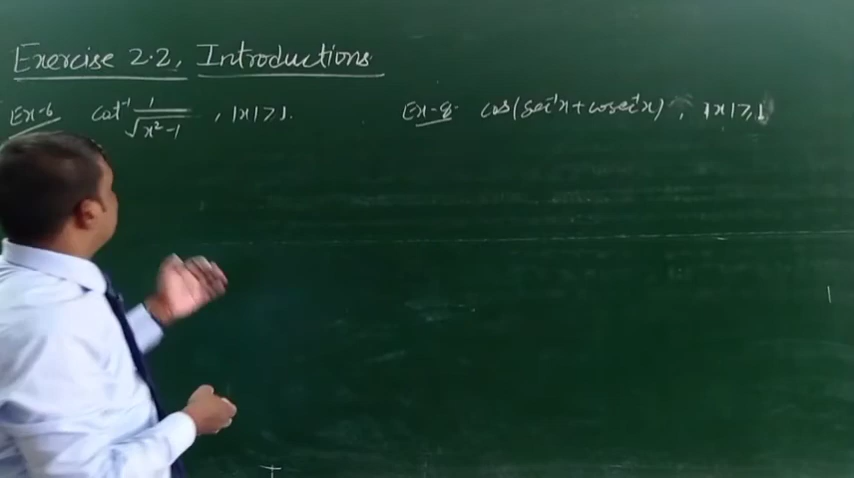 Exercise 2.2, Introductions
Ex-6 cot⁻¹ 1/√(x²-1) , |x| > 1.
Ex-8. cos(sec⁻¹x + cosec⁻¹x) , |x| ≥ 1